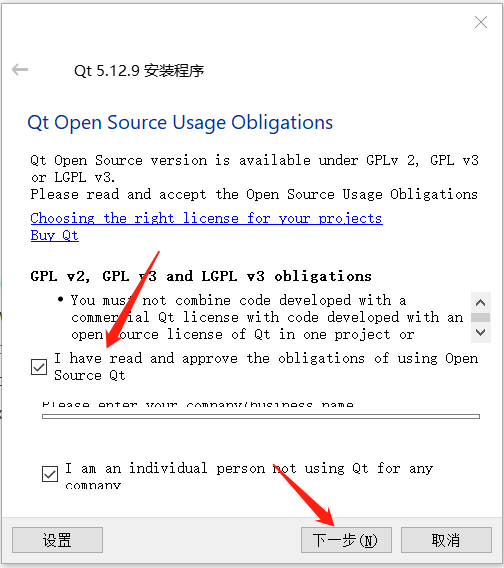 Qt 5.12.9 安装程序
Qt Open Source Usage Obligations
Qt Open Source version is available under GPLv 2, GPL v3
or LGPL v3.
Please read and accept the Open Source Usage Obligations
Choosing the right license for your projects
Buy Qt
GPL v2, GPL v3 and LGPL v3 obligations
• You must not combine code developed with a
commercial Qt license with code developed with an
open source license of Qt in one project or
I have read and approve the obligations of using Open
Source Qt
Please enter your company/business name
I am an individual person not using Qt for any
company
设置
下一步(N)
取消